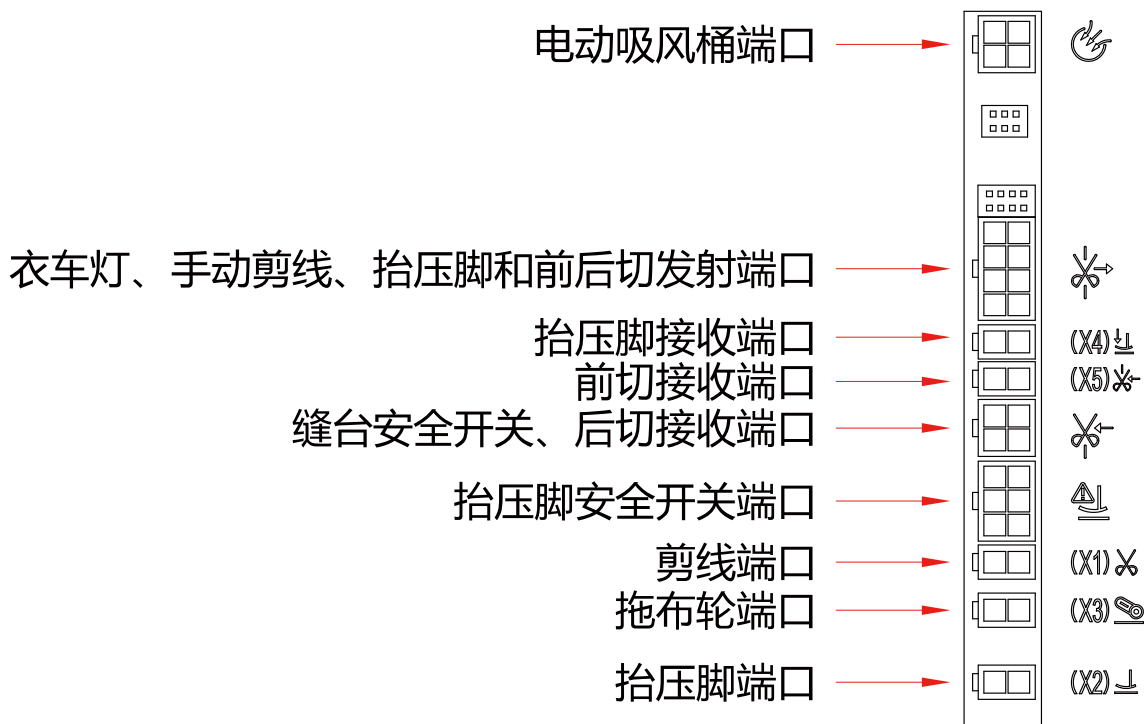 电动吸风桶端口
衣车灯、手动剪线、抬压脚和前后切发射端口
抬压脚接收端口 (X4)
前切接收端口 (X5)
缝台安全开关、后切接收端口
抬压脚安全开关端口
剪线端口 (X1)
拖布轮端口 (X3)
抬压脚端口 (X2)